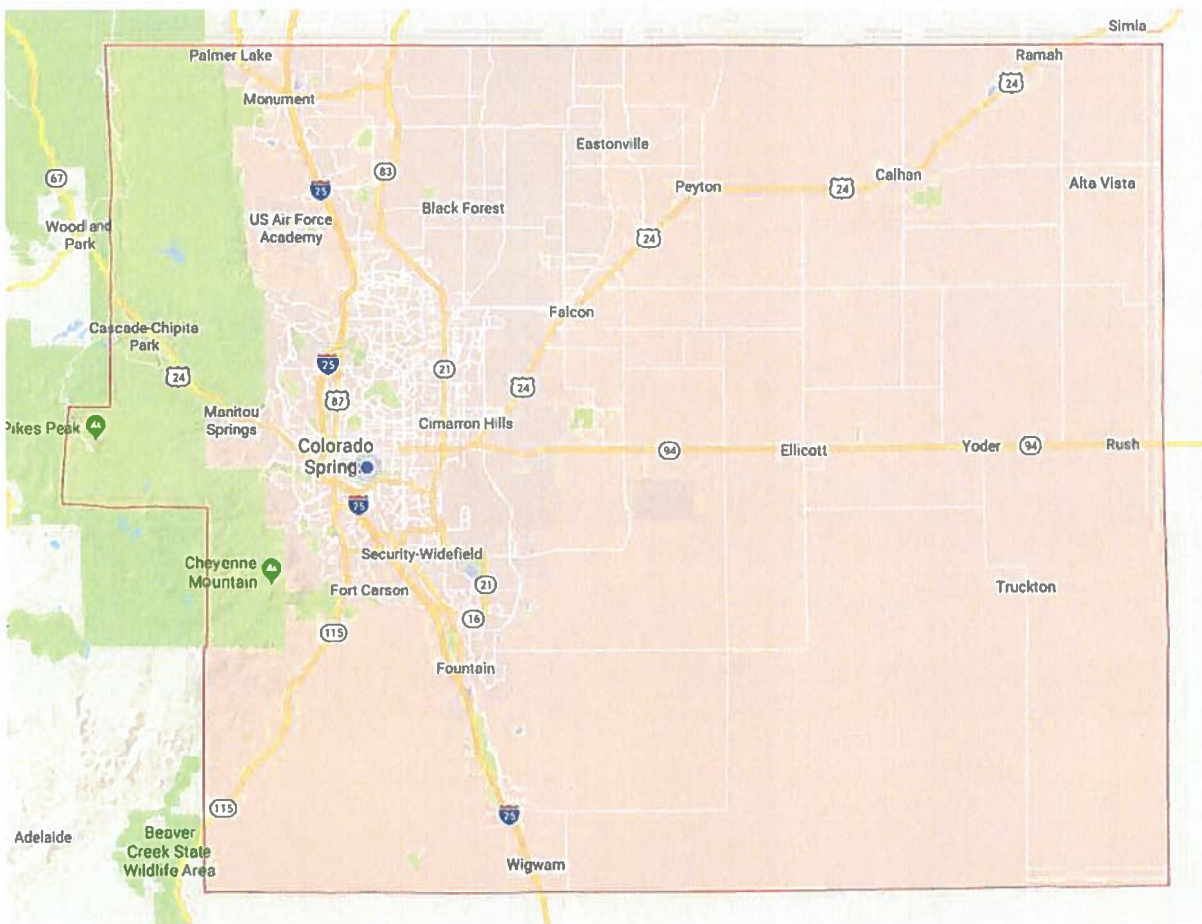 Simla
Palmer Lake
Ramah
24
Monument
Eastonville
67
83
25
Peyton
24
Calhan
Alta Vista
Black Forest
US Air Force
Academy
Woodland
Park
24
Falcon
Cascade-Chipita
Park
25
21
24
24
87
Manitou
Springs
Cimarron Hills
Pikes Peak
Colorado
Spring
94
Ellicott
Yoder
94
Rush
25
Security-Widefield
Cheyenne
Mountain
21
Fort Carson
Truckton
16
115
Fountain
115
25
Adelaide
Beaver
Creek State
Wildlife Area
Wigwam